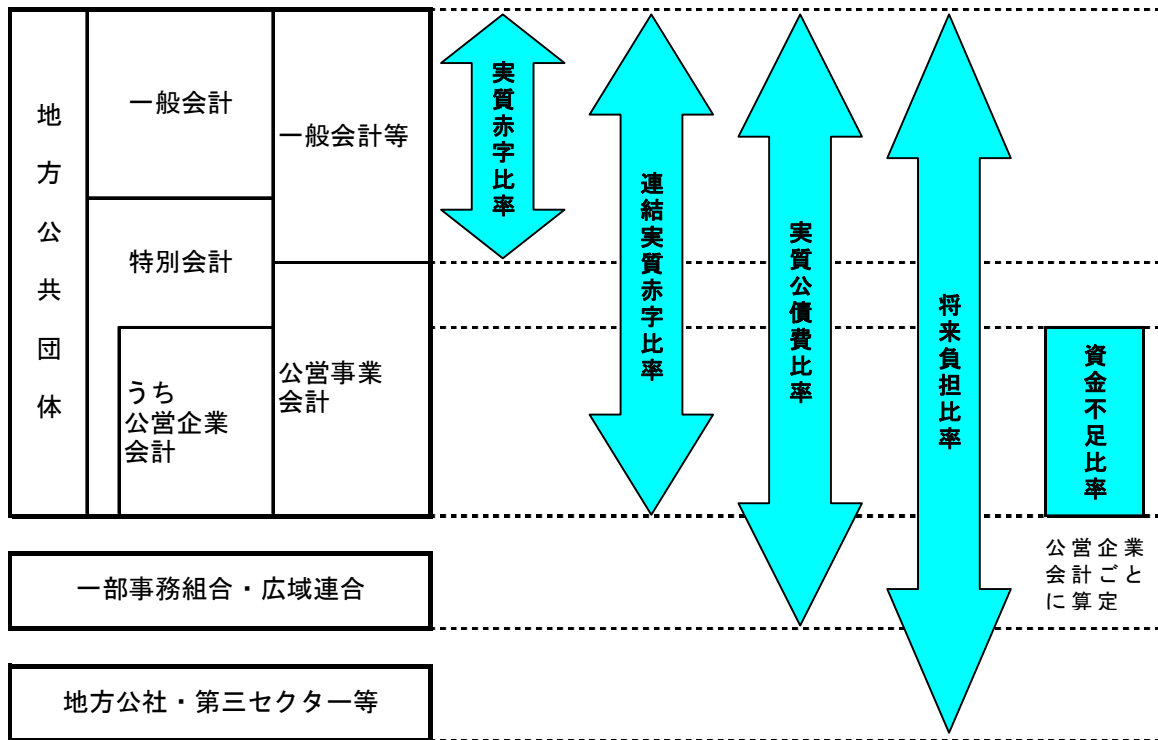 地方公共団体
一般会計
特別会計
うち
公営企業
会計
一般会計等
公営事業
会計
実質赤字比率
連結実質赤字比率
実質公債費比率
将来負担比率
資金不足比率
公営企業
会計ごと
に算定
一部事務組合・広域連合
地方公社・第三セクター等